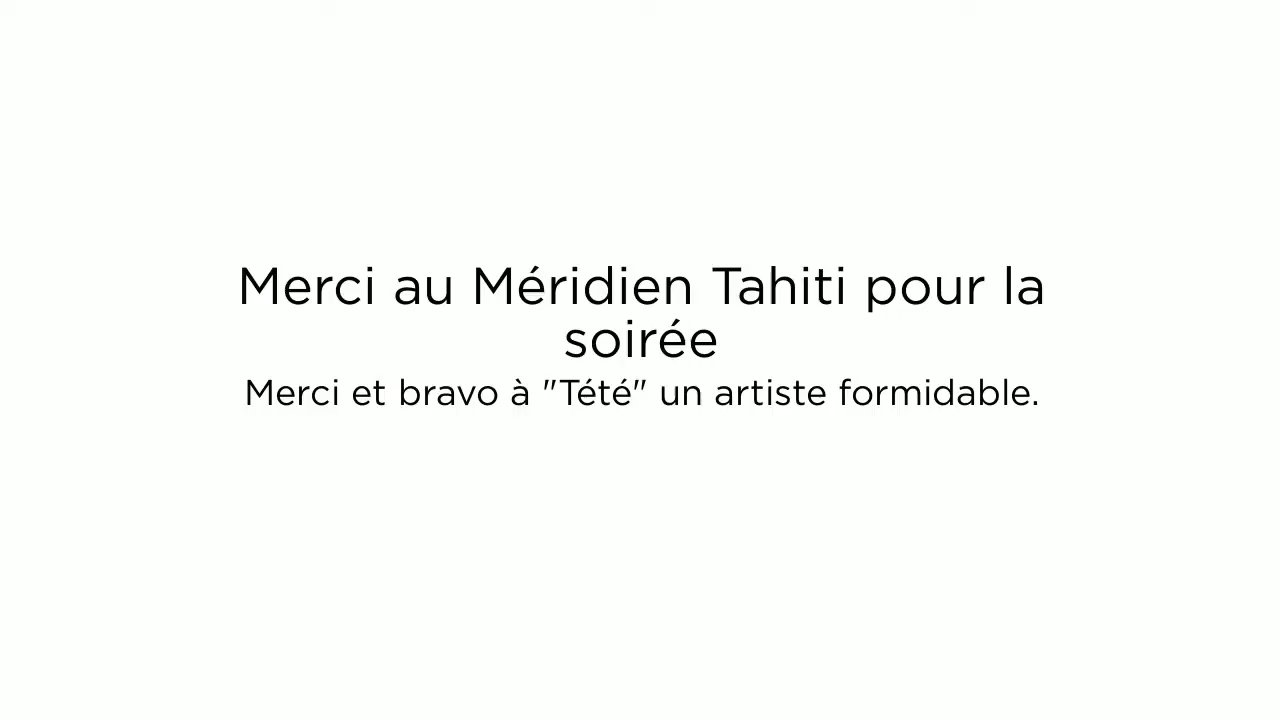 Merci au Méridien Tahiti pour la
soirée
Merci et bravo à "Tété" un artiste formidable.